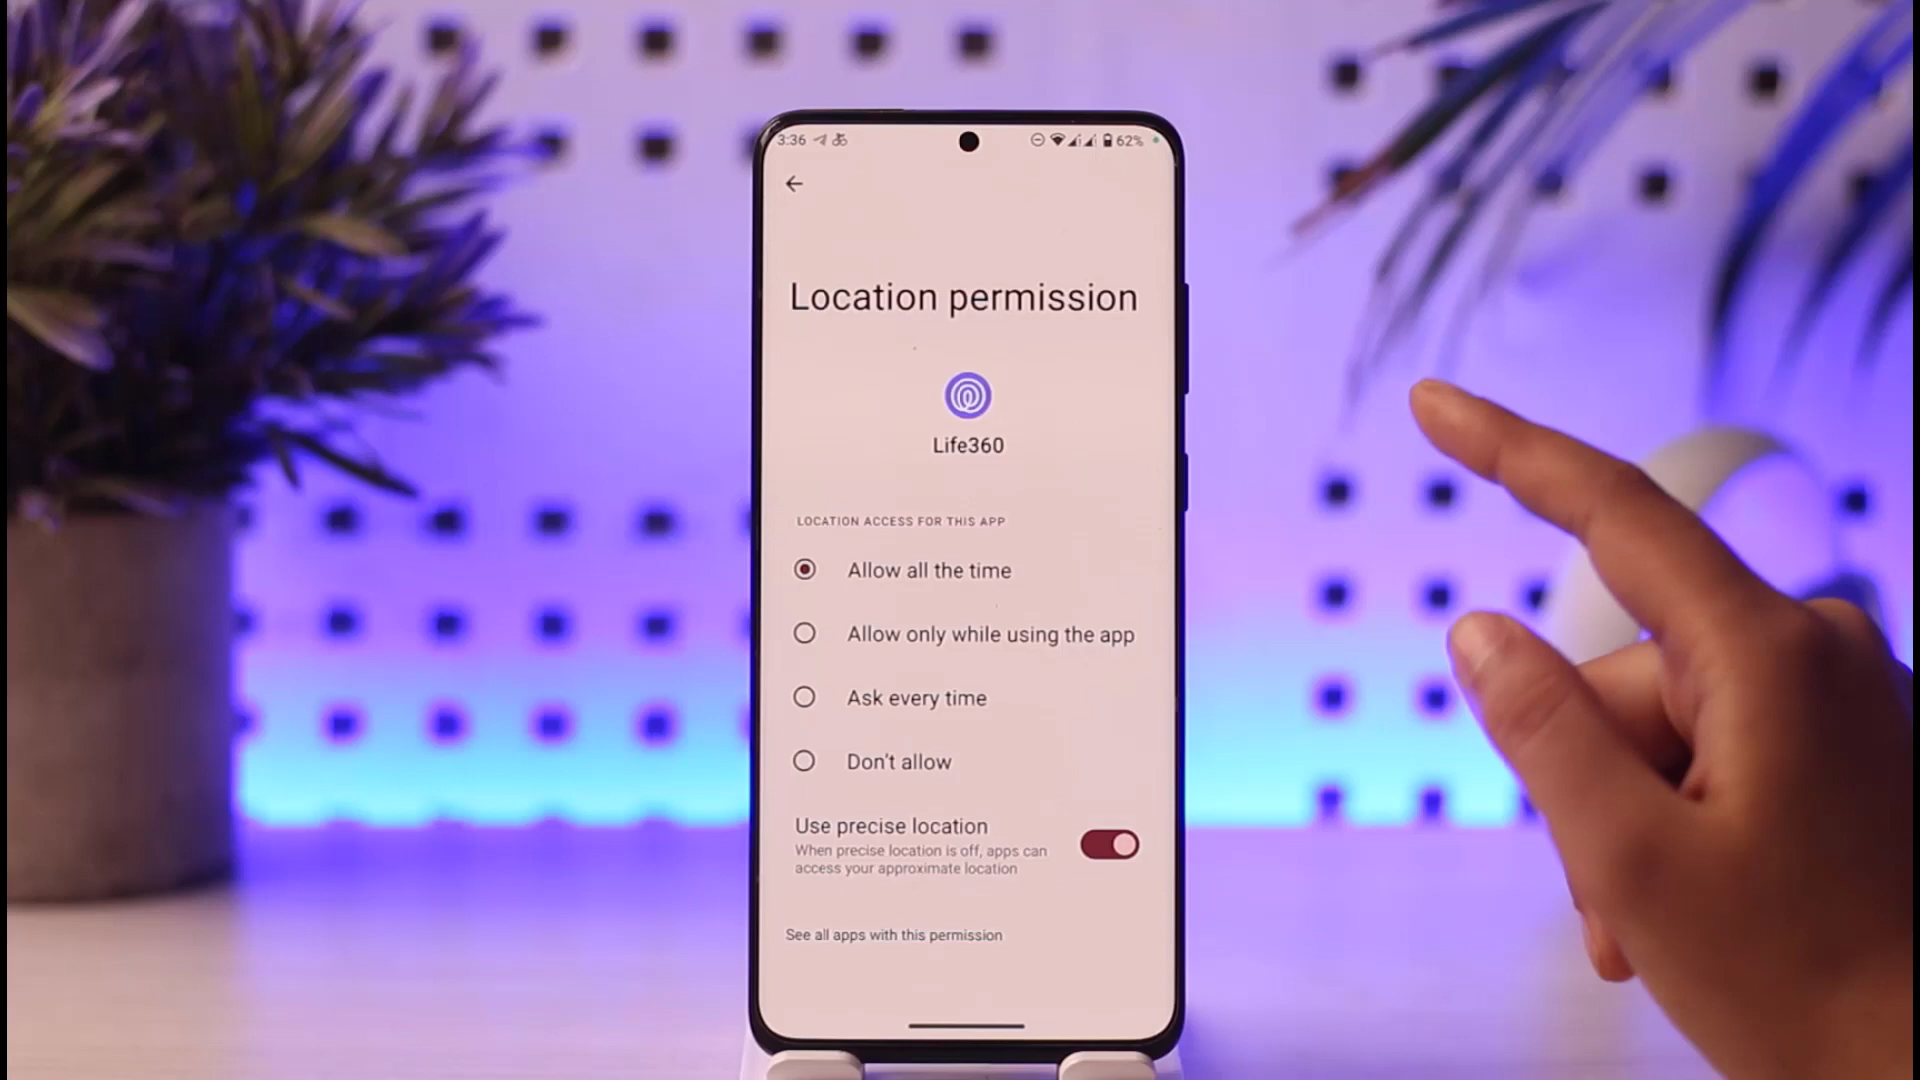 3:36
62%
Location permission
Life360
LOCATION ACCESS FOR THIS APP
Allow all the time
Allow only while using the app
Ask every time
Don't allow
Use precise location
When precise location is off, apps can
access your approximate location
See all apps with this permission